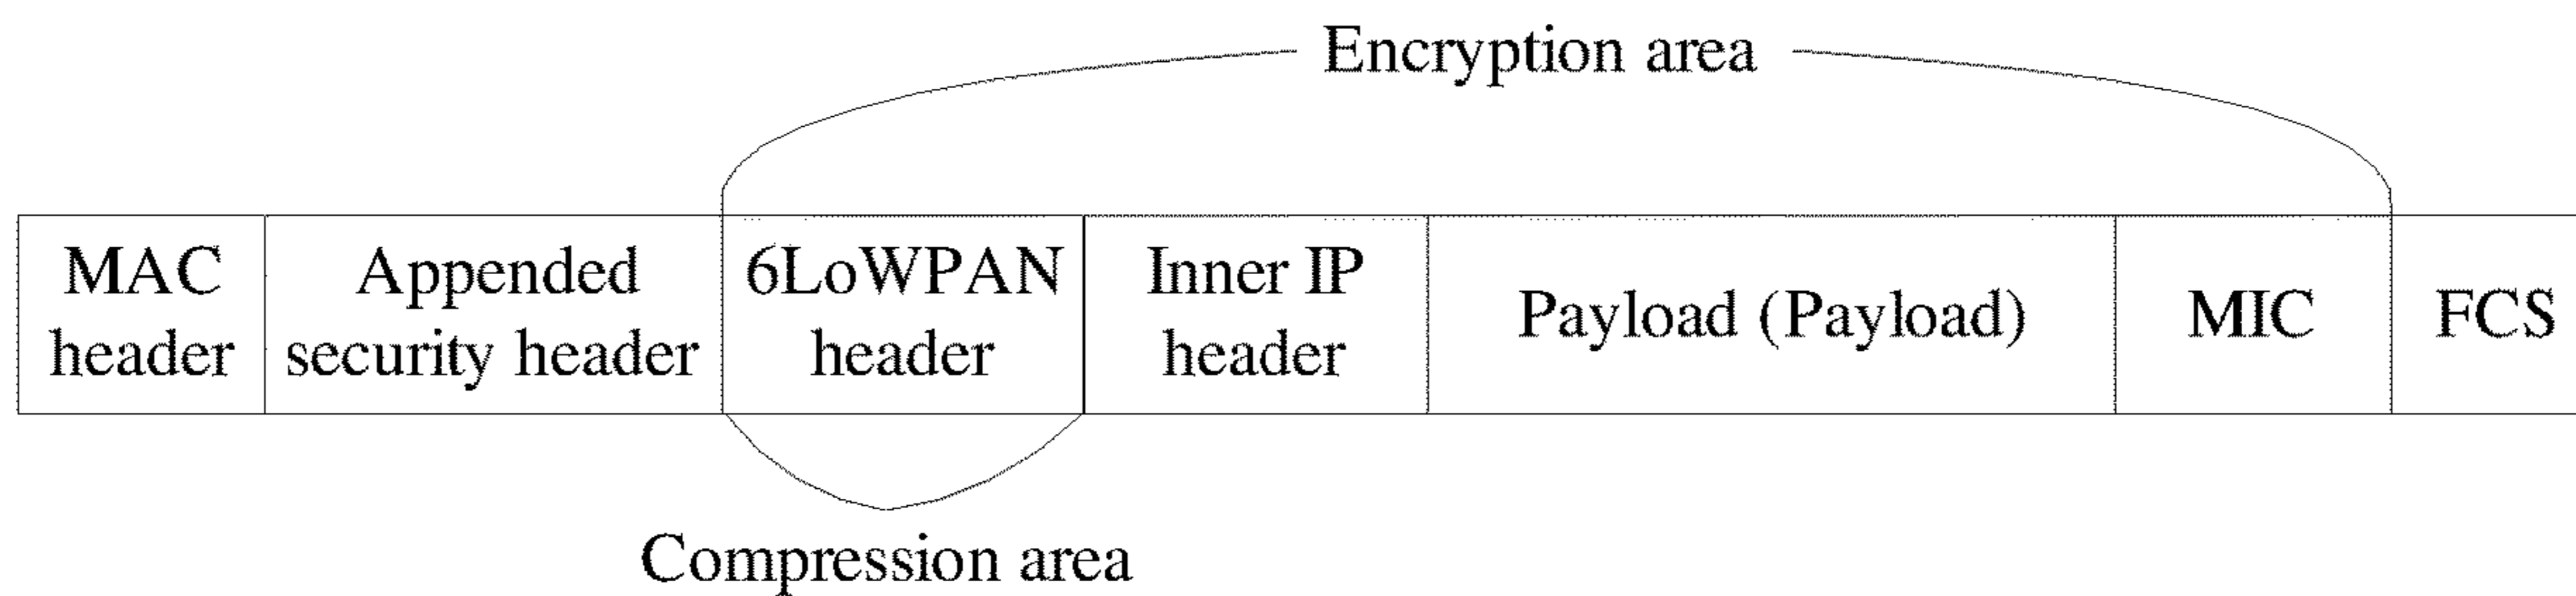 Encryption area
MAC
header
Appended
security header
6LoWPAN
header
Inner IP
header
Payload (Payload)
MIC
FCS
Compression area